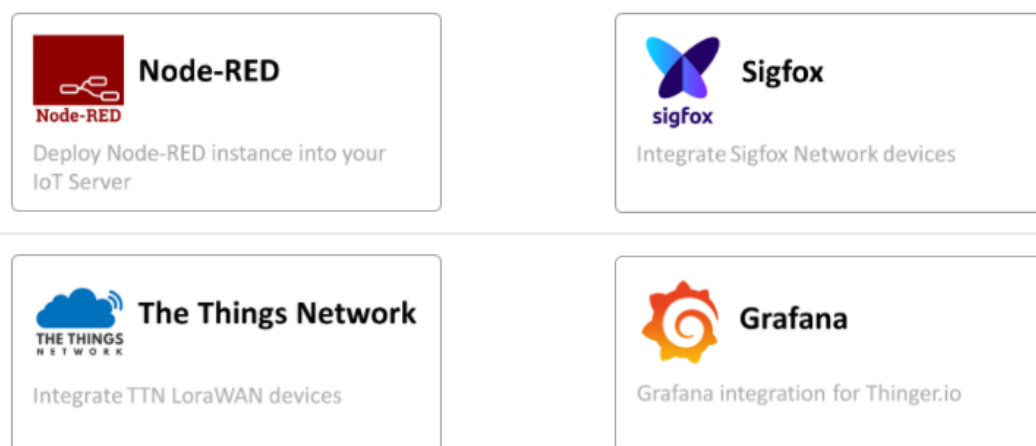 Node-RED
Node-RED
Deploy Node-RED instance into your
IoT Server
Sigfox
sigfox
Integrate Sigfox Network devices
The Things Network
THE THINGS
NETWORK
Integrate TTN LoraWAN devices
Grafana
Grafana integration for Thinger.io